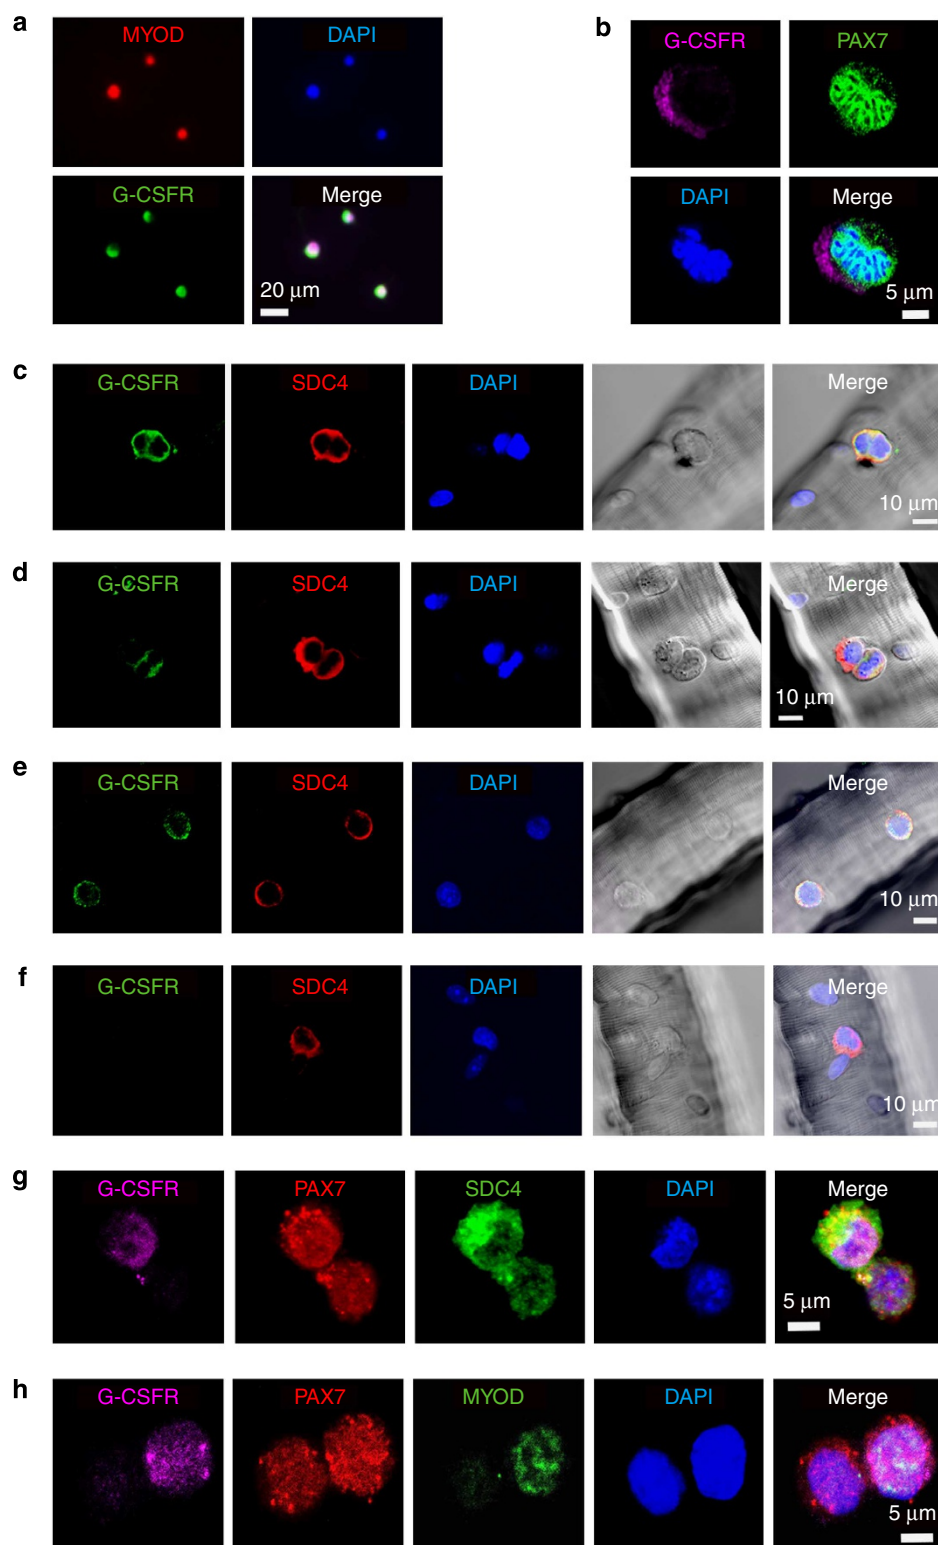 a
MYOD
DAPI
G-CSFR
Merge
20 μm
b
G-CSFR
PAX7
DAPI
Merge
5 μm
c
G-CSFR
SDC4
DAPI
Merge
10 μm
d
G-CSFR
SDC4
DAPI
Merge
10 μm
e
G-CSFR
SDC4
DAPI
Merge
10 μm
f
G-CSFR
SDC4
DAPI
Merge
10 μm
g
G-CSFR
PAX7
SDC4
DAPI
Merge
5 μm
h
G-CSFR
PAX7
MYOD
DAPI
Merge
5 μm